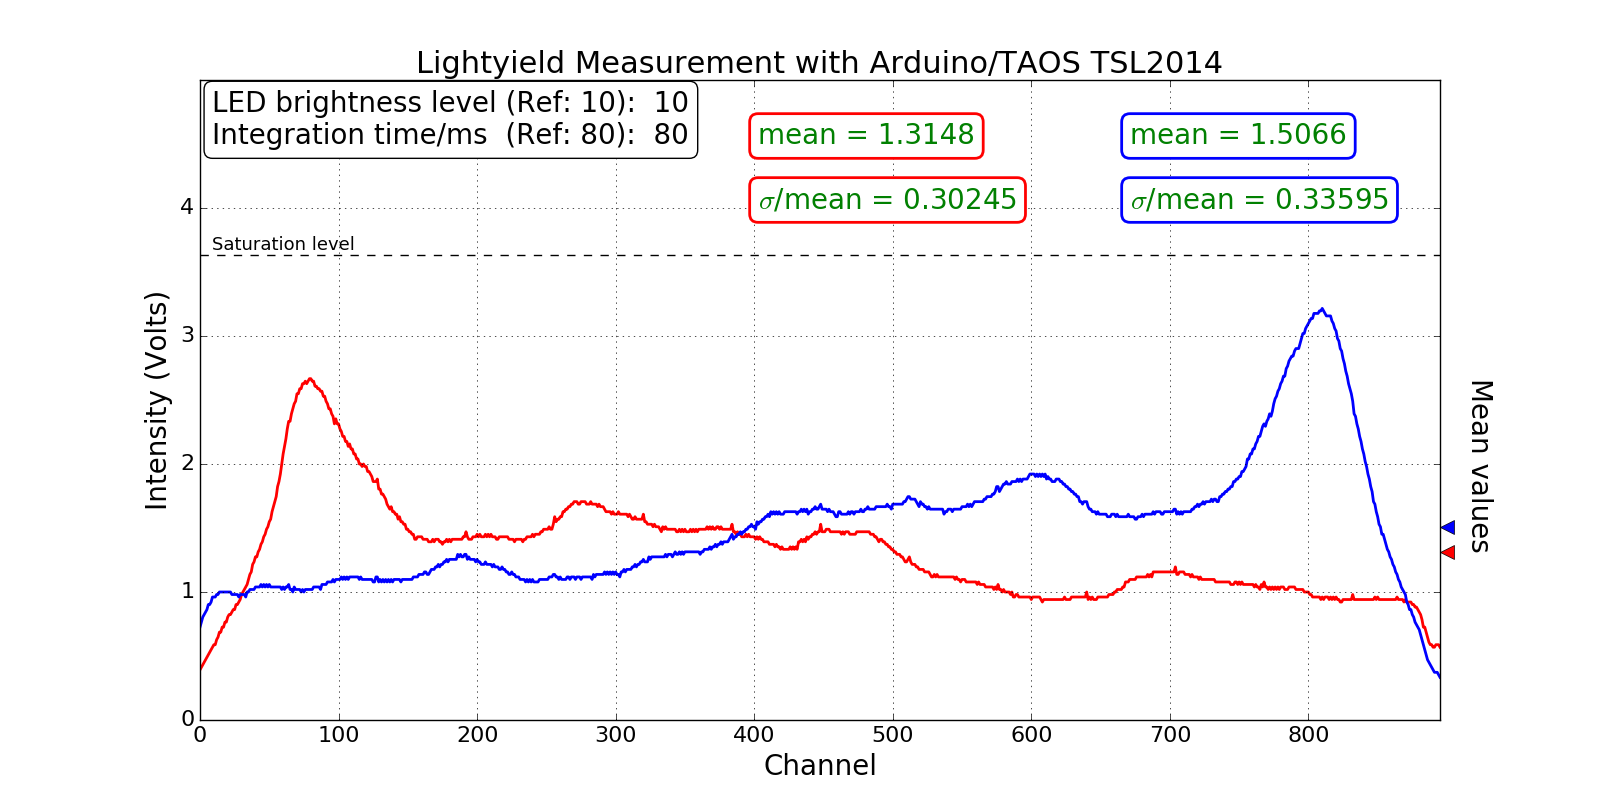 Lightyield Measurement with Arduino/TAOS TSL2014
LED brightness level (Ref: 10):  10
Integration time/ms  (Ref: 80):  80
mean = 1.3148
σ/mean = 0.30245
mean = 1.5066
σ/mean = 0.33595
Saturation level
Intensity (Volts)
4
3
2
1
0
0 100 200 300 400 500 600 700 800
Channel
Mean values